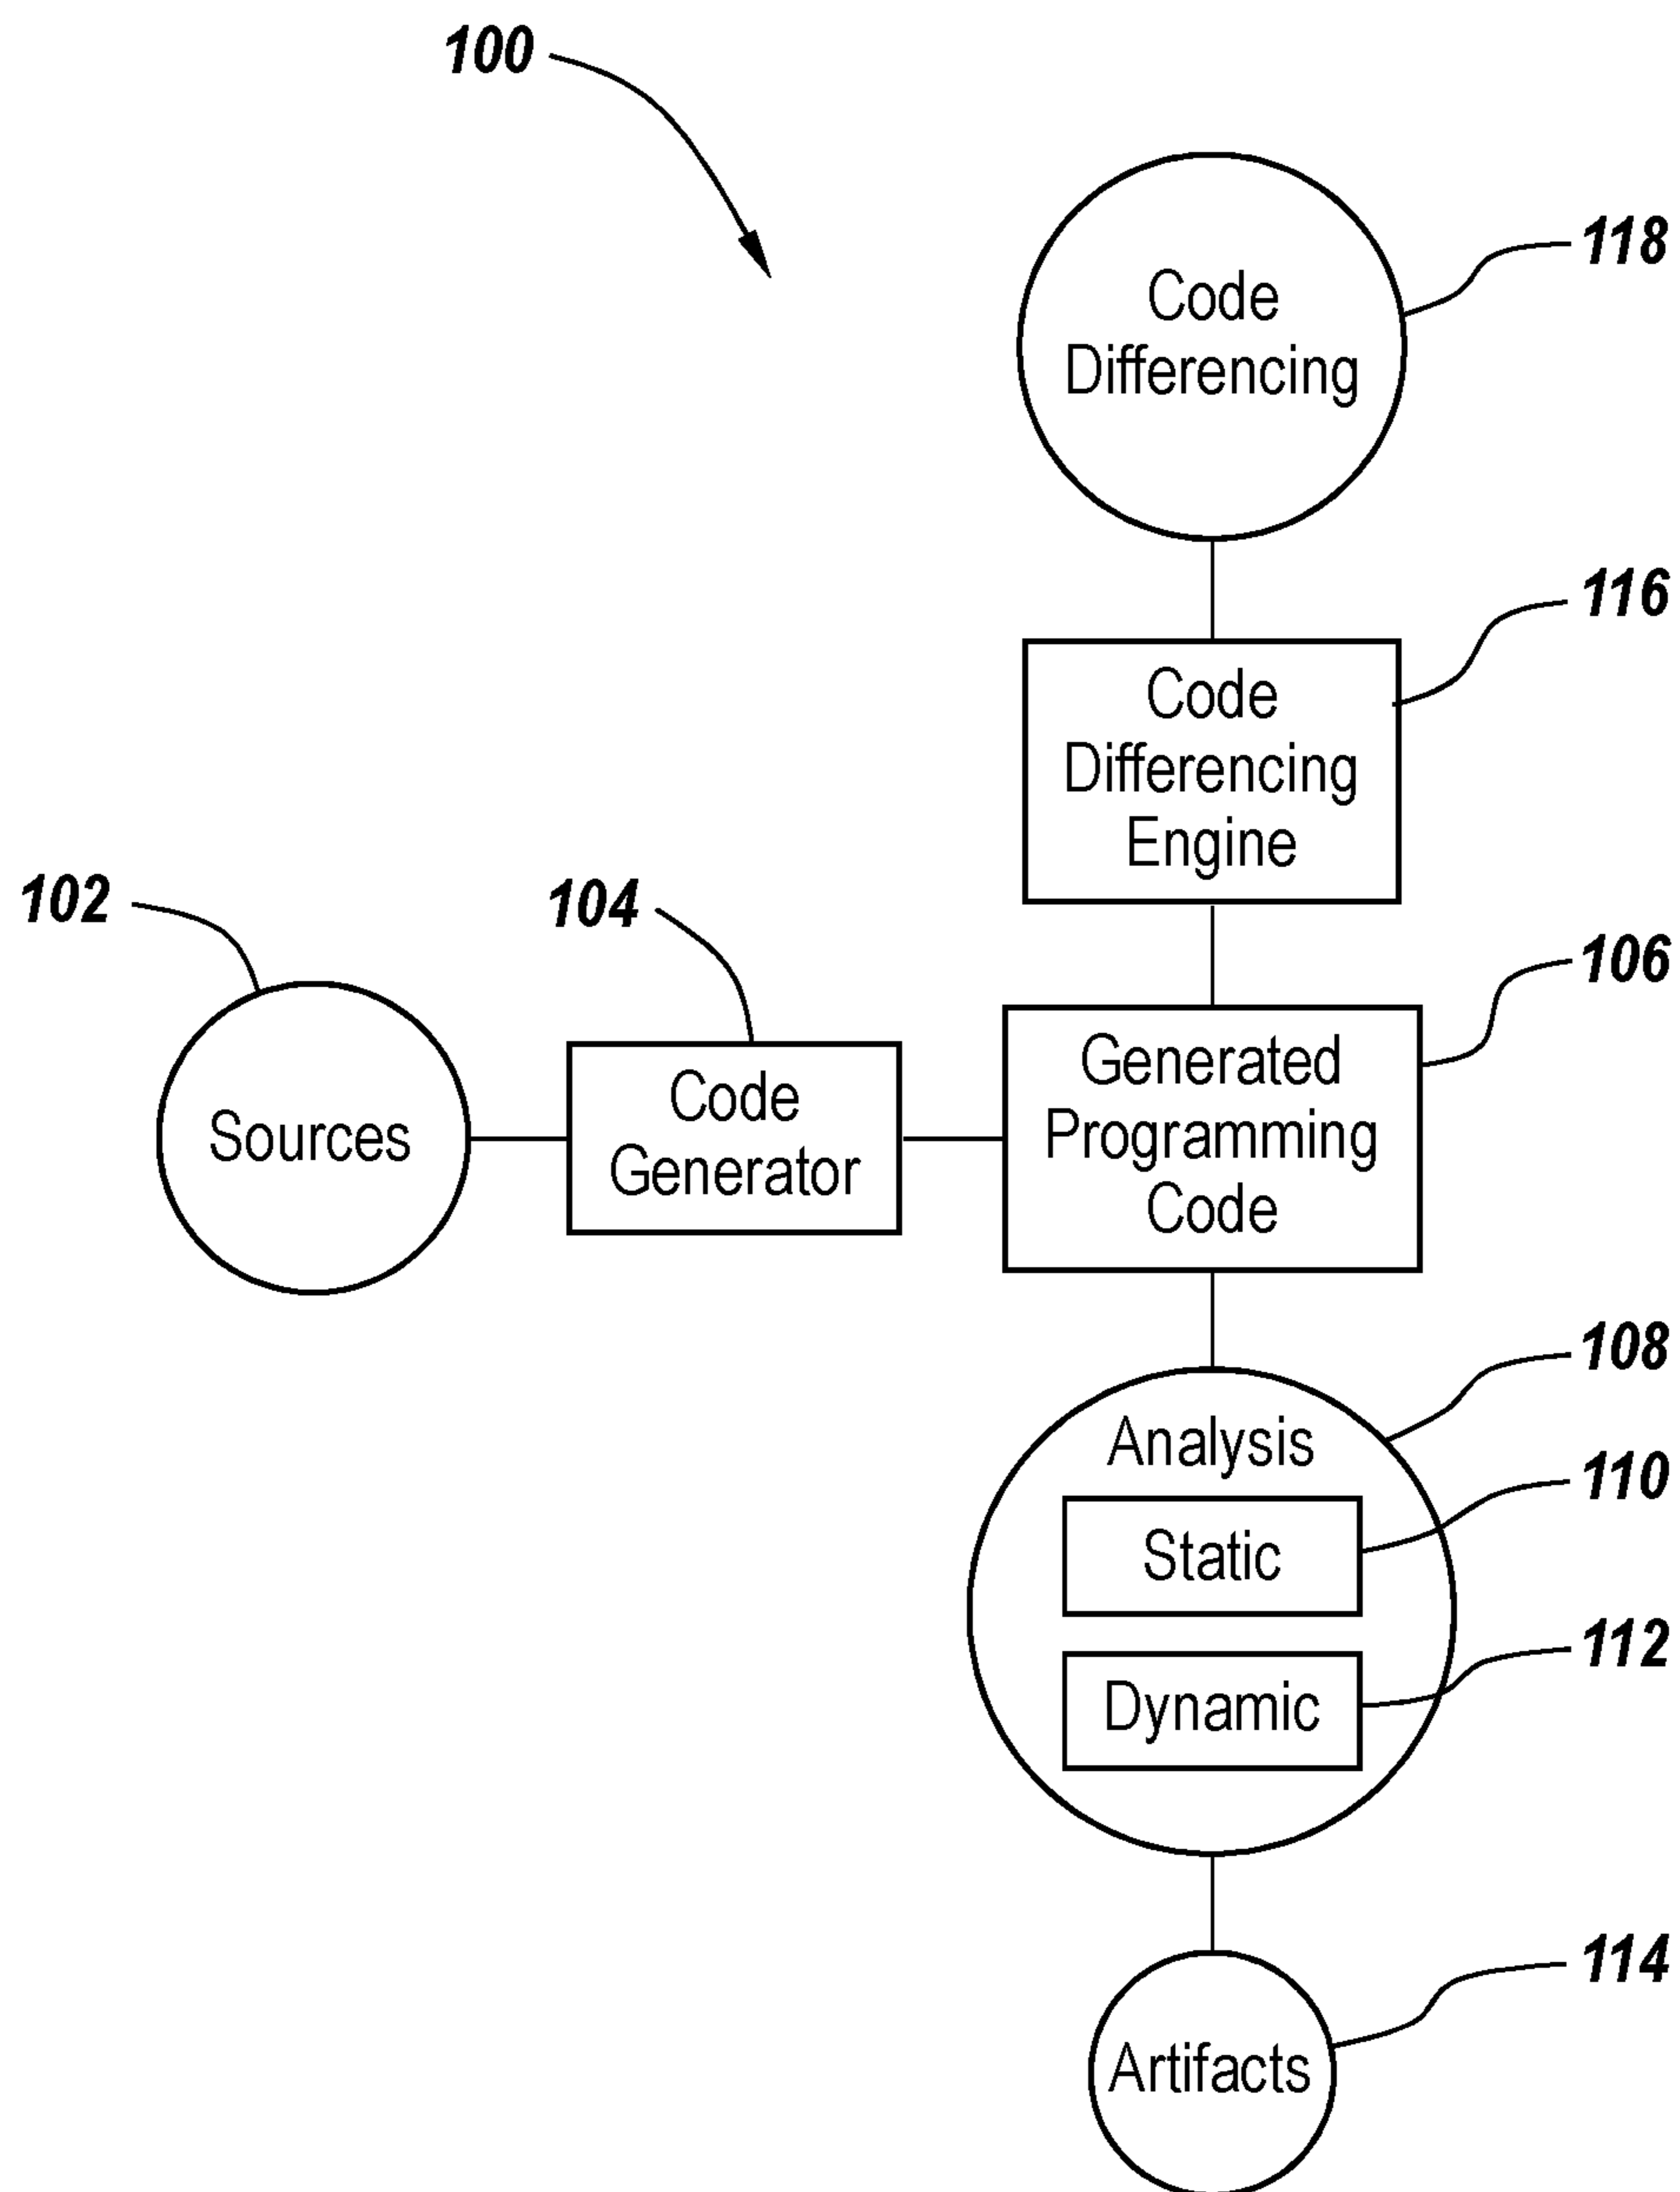 100
118
Code
Differencing
116
Code
Differencing
Engine
102
104
106
Sources
Code
Generator
Generated
Programming
Code
108
Analysis
110
Static
112
Dynamic
114
Artifacts